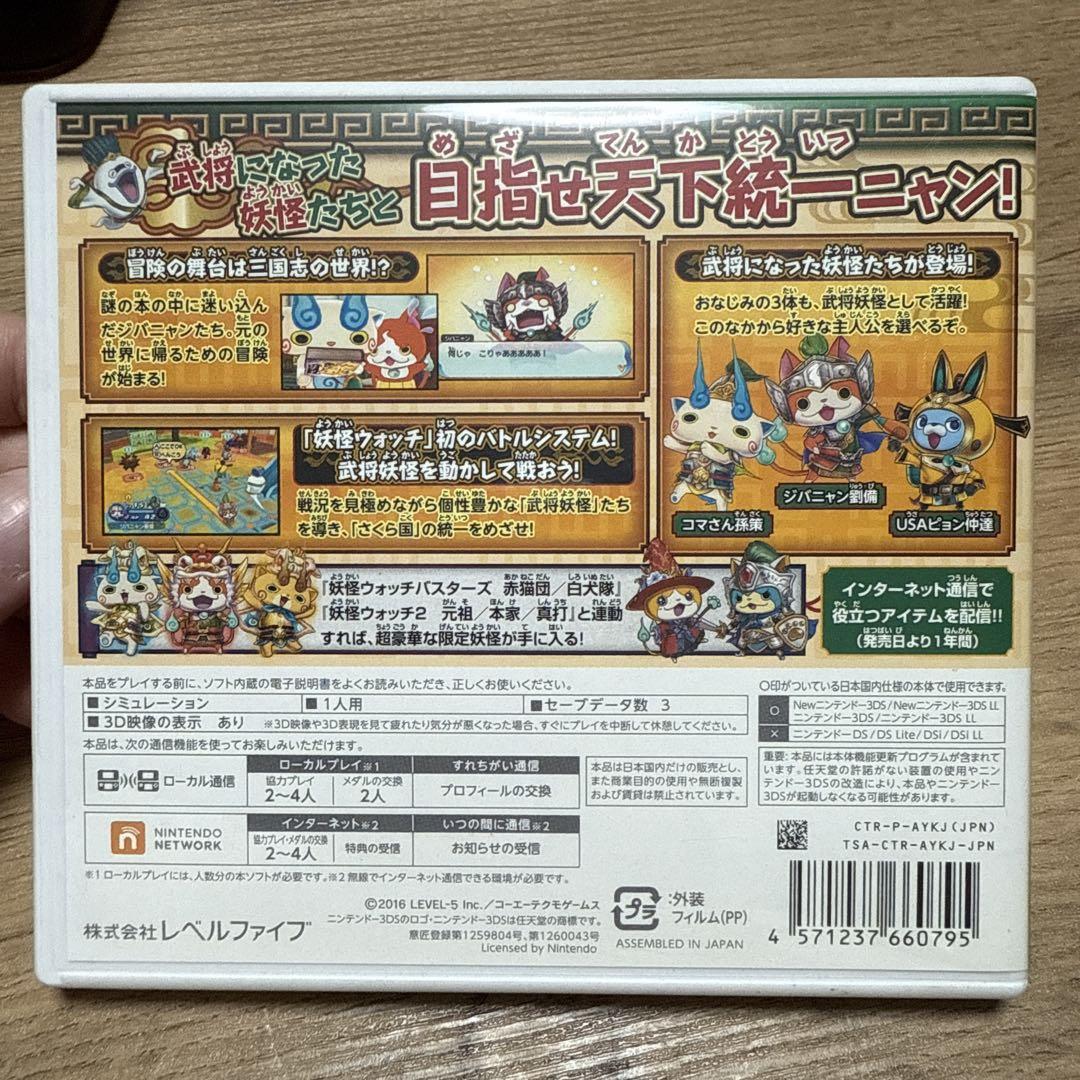 武将になった
妖怪たちと
目指せ天下統一ニャン!
冒険の舞台は三国志の世界!?
謎の本の中に迷い込ん
だジバニャンたち。元の
世界に帰るための冒険
が始まる!
ジバニャン
何じゃ こりゃあああああ!
「妖怪ウォッチ」初のバトルシステム!
武将妖怪を動かして戦おう!
戦況を見極めながら個性豊かな「武将妖怪」たち
を導き、「さくら国」の統一をめざせ!
武将になった妖怪たちが登場!
おなじみの3体も、武将妖怪として活躍!
このなかから好きな主人公を選べるぞ。
コマさん孫策
ジバニャン劉備
USAピョン仲達
『妖怪ウォッチバスターズ 赤猫団/白犬隊』
『妖怪ウォッチ2 元祖/本家/真打』と連動
すれば、超豪華な限定妖怪が手に入る!
インターネット通信で
役立つアイテムを配信!!
(発売日より1年間)
本品をプレイする前に、ソフト内蔵の電子説明書をよくお読みいただき、正しくお使いください。
■シミュレーション
■1人用
■セーブデータ数 3
■3D映像の表示 あり ※3D映像や3D表現を見て疲れたり気分が悪くなった場合、すぐにプレイを中断して休憩してください。
本品は、次の通信機能を使ってお楽しみいただけます。
ローカル通信
ローカルプレイ※1
協力プレイ
2〜4人
メダルの交換
2人
すれちがい通信
プロフィールの交換
NINTENDO
NETWORK
インターネット※2
協力プレイ・メダルの交換
2〜4人
特典の受信
いつの間に通信※2
お知らせの受信
※1 ローカルプレイには、人数分の本ソフトが必要です。※2 無線でインターネット通信できる環境が必要です。
本品は日本国内だけの販売とし、
また商業目的の使用や無断複製
および賃貸は禁止されています。
〇印がついている日本国内仕様の本体で使用できます。
○ Newニンテンドー3DS/Newニンテンドー3DS LL
ニンテンドー3DS/ニンテンドー3DS LL
× ニンテンドーDS/DS Lite/DSi/DSi LL
重要：本品には本体機能更新プログラムが含まれて
います。任天堂の許諾がない装置の使用やニン
テンドー3DSの改造により、本品やニンテンドー
3DSが起動しなくなる可能性があります。
CTR-P-AYKJ(JPN)
TSA-CTR-AYKJ-JPN
株式会社レベルファイブ
©2016 LEVEL-5 Inc./コーエーテクモゲームス
ニンテンドー3DSのロゴ・ニンテンドー3DSは任天堂の商標です。
意匠登録第1259804号、第1260043号
Licensed by Nintendo
プラ
:外装
フィルム(PP)
ASSEMBLED IN JAPAN
4 571237 660795